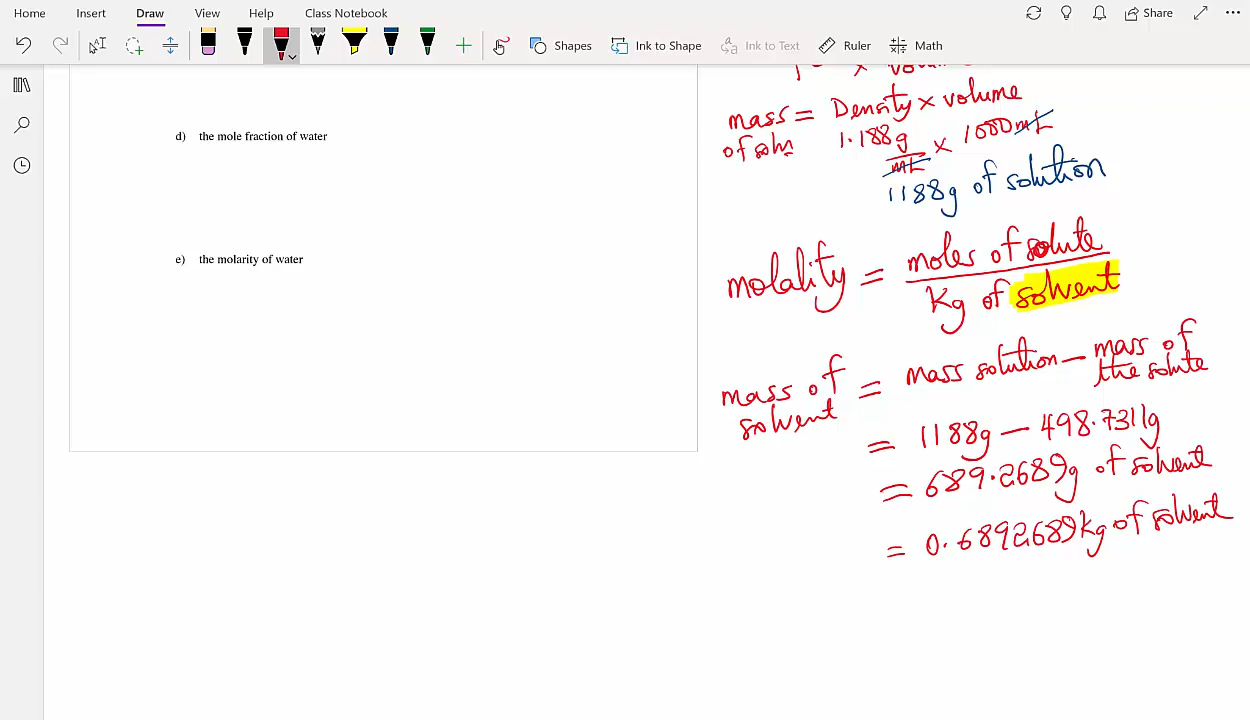 Home Insert Draw View Help Class Notebook Share
Shapes Ink to Shape Ink to Text Ruler Math
d) the mole fraction of water
e) the molarity of water
mass = Density × volume
of soln 1.188g × 1000mL
mL
1188g of solution
molality = moles of solute
Kg of solvent
mass of solvent = mass solution − mass of the solute
= 1188g − 498.7311g
= 689.2689g of solvent
= 0.6892689kg of solvent